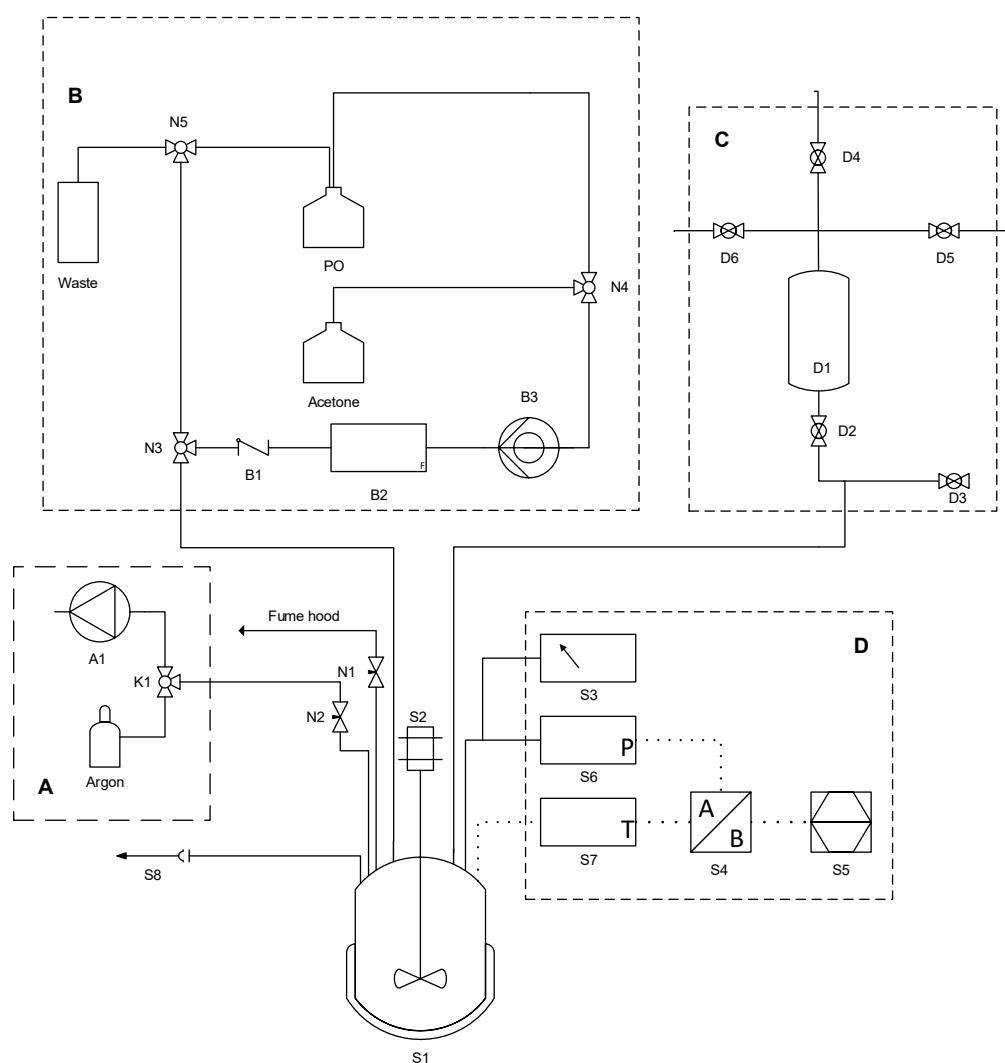 B
N5
Waste
PO
Acetone
N4
B3
N3
B1
F
B2
C
D4
D6
D5
D1
D2
D3
A1
K1
Argon
A
Fume hood
N1
N2
S2
D
S3
P
S6
T
S7
A
B
S4
S5
S8
S1